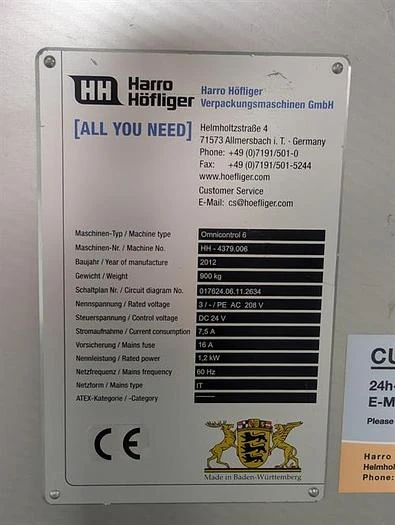 HH Harro Höfliger
Harro Höfliger
Verpackungsmaschinen GmbH
[ALL YOU NEED]
Helmholtzstraße 4
71573 Allmersbach i. T. - Germany
Phone: +49 (0)7191/501-0
Fax: +49 (0)7191/501-5244
www.hoefliger.com
Customer Service
E-Mail: cs@hoefliger.com
Maschinen-Typ / Machine type Omnicontrol 6
Maschinen-Nr. / Machine No. HH - 4379.006
Baujahr / Year of manufacture 2012
Gewicht / Weight 900 kg
Schaltplan Nr. / Circuit diagram No. 017624.06.11.2634
Nennspannung / Rated voltage 3 / - / PE AC 208 V
Steuerspannung / Control voltage DC 24 V
Stromaufnahme / Current consumption 7,5 A
Vorsicherung / Mains fuse 16 A
Nennleistung / Rated power 1,2 kW
Netzfrequenz / Mains frequency 60 Hz
Netzform / Mains type IT
ATEX-Kategorie / -Category ——
CE
Made in Baden-Württemberg
CU
24h-
E-M
Please
Harro
Helmhol
Phone: